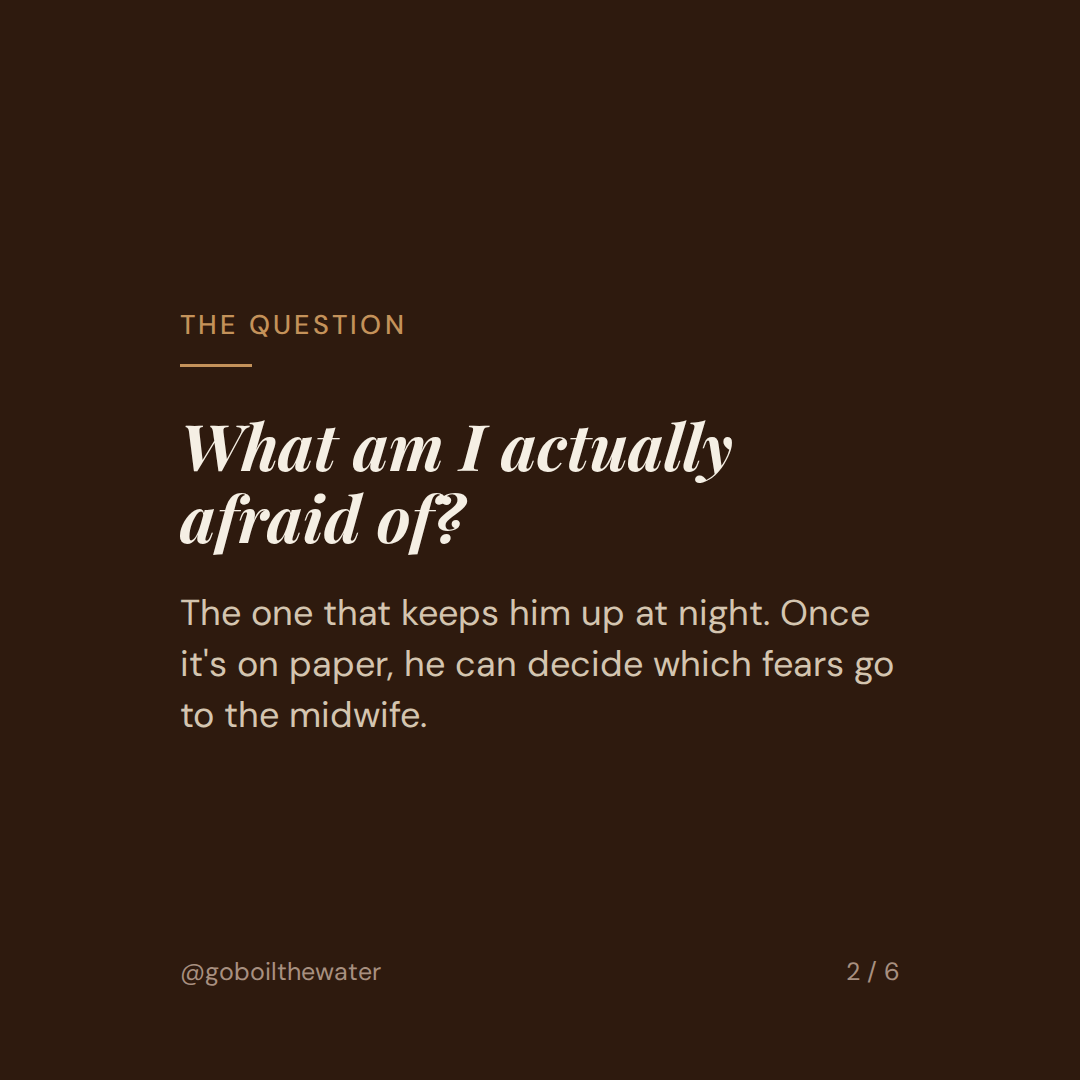 THE QUESTION
What am I actually
afraid of?
The one that keeps him up at night. Once
it's on paper, he can decide which fears go
to the midwife.
@goboilthewater
2 / 6